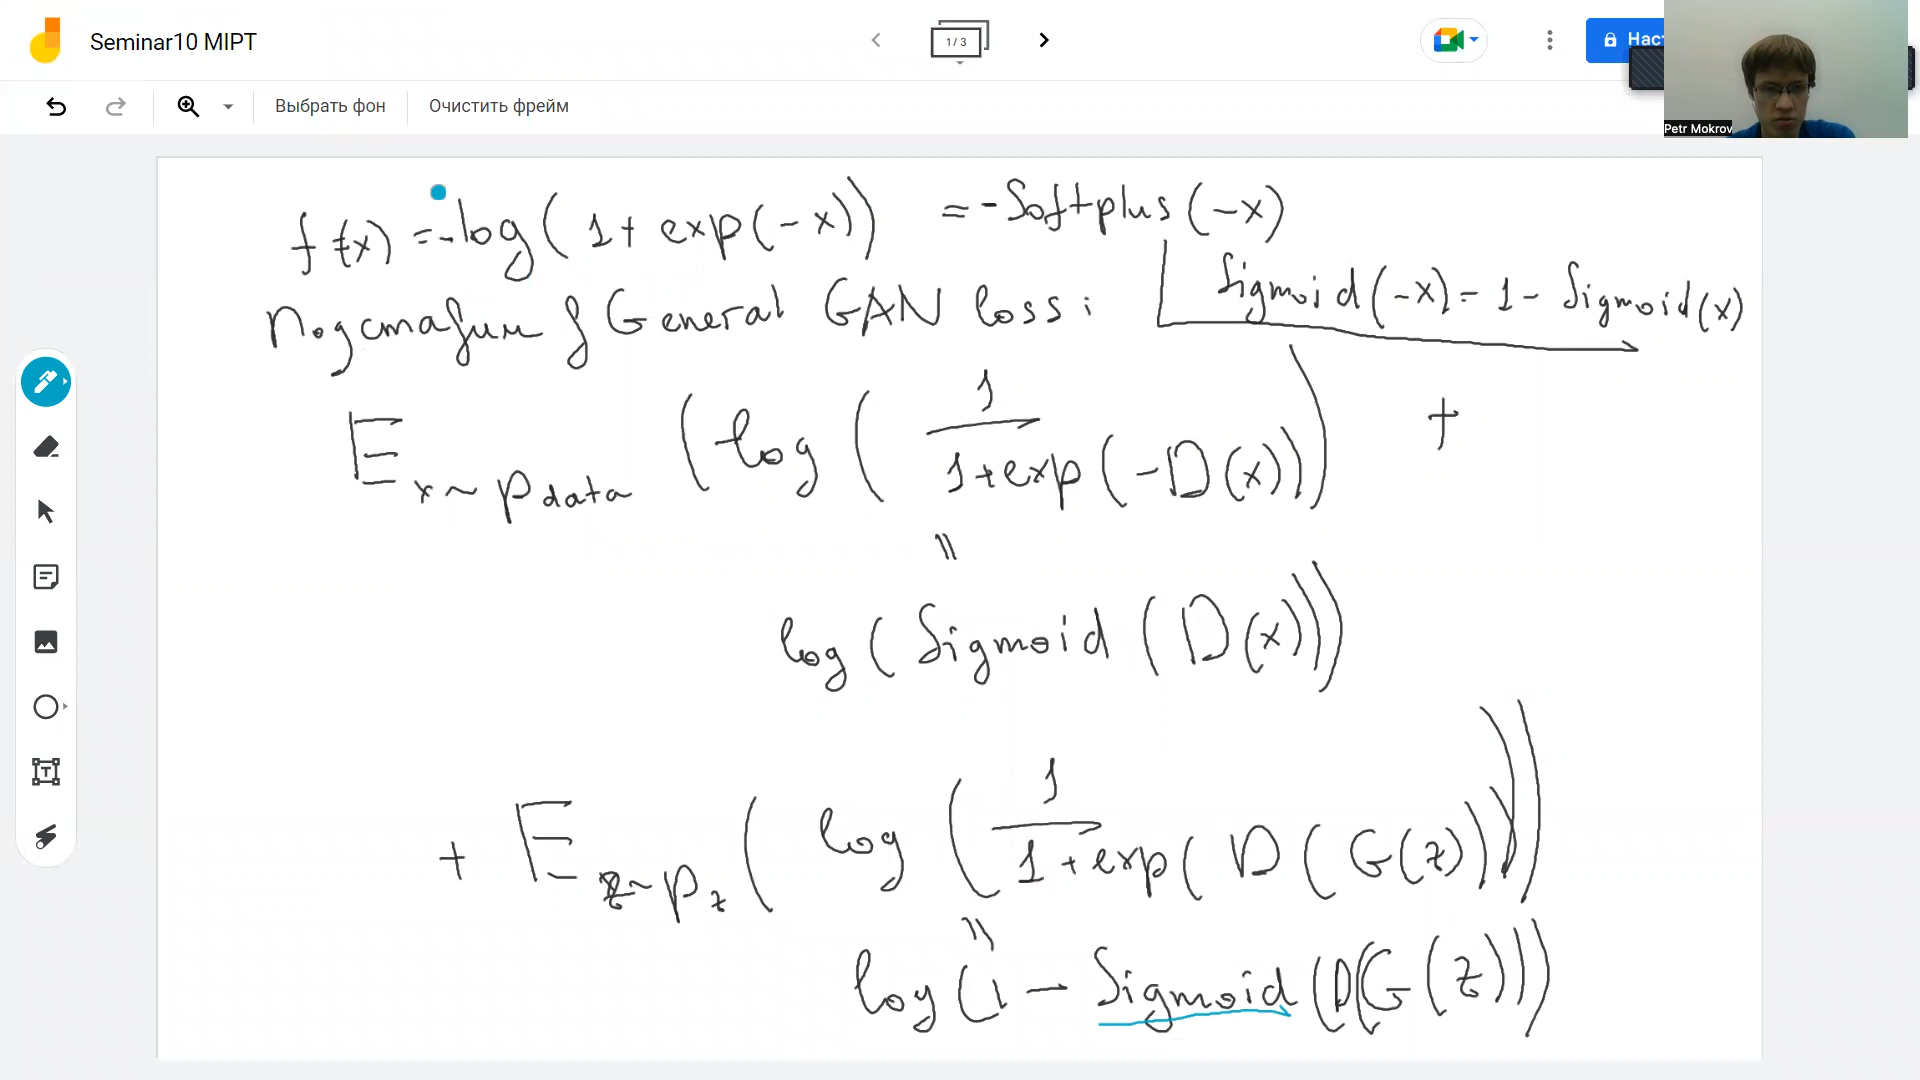 Seminar10 MIPT
1 / 3
Нас
Petr Mokrov
Выбрать фон
Очистить фрейм
f(x) = -log(1 + exp(-x)) = -Softplus(-x)
Sigmoid(-x) = 1 - Sigmoid(x)
Подставим в General GAN loss:
E x~p data (log(1/(1+exp(-D(x))) +
=
log(Sigmoid(D(x)))
+ E z~p z (log(1/(1+exp(D(G(z)))))
=
log(1 - Sigmoid(D(G(z)))